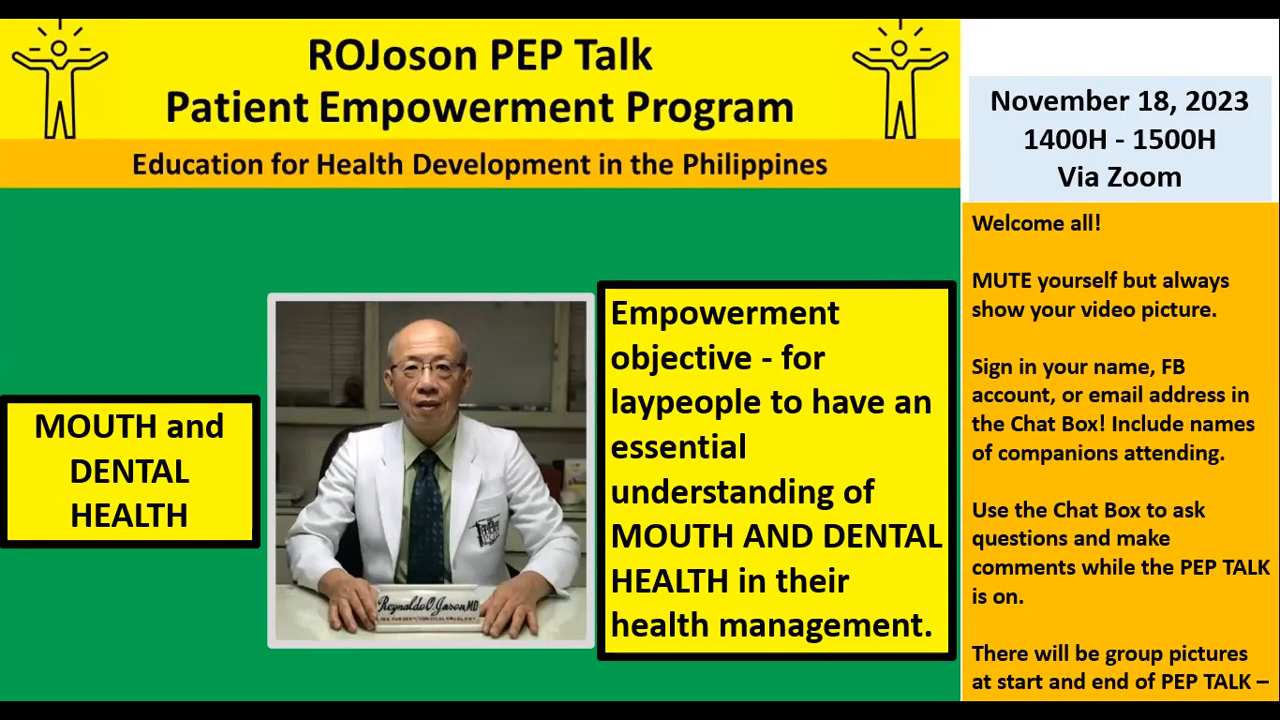 ROJoson PEP Talk
Patient Empowerment Program
Education for Health Development in the Philippines
MOUTH and
DENTAL
HEALTH
Reynaldo O. Joson MD
Empowerment
objective - for
laypeople to have an
essential
understanding of
MOUTH AND DENTAL
HEALTH in their
health management.
November 18, 2023
1400H - 1500H
Via Zoom
Welcome all!
MUTE yourself but always
show your video picture.
Sign in your name, FB
account, or email address in
the Chat Box! Include names
of companions attending.
Use the Chat Box to ask
questions and make
comments while the PEP TALK
is on.
There will be group pictures
at start and end of PEP TALK –